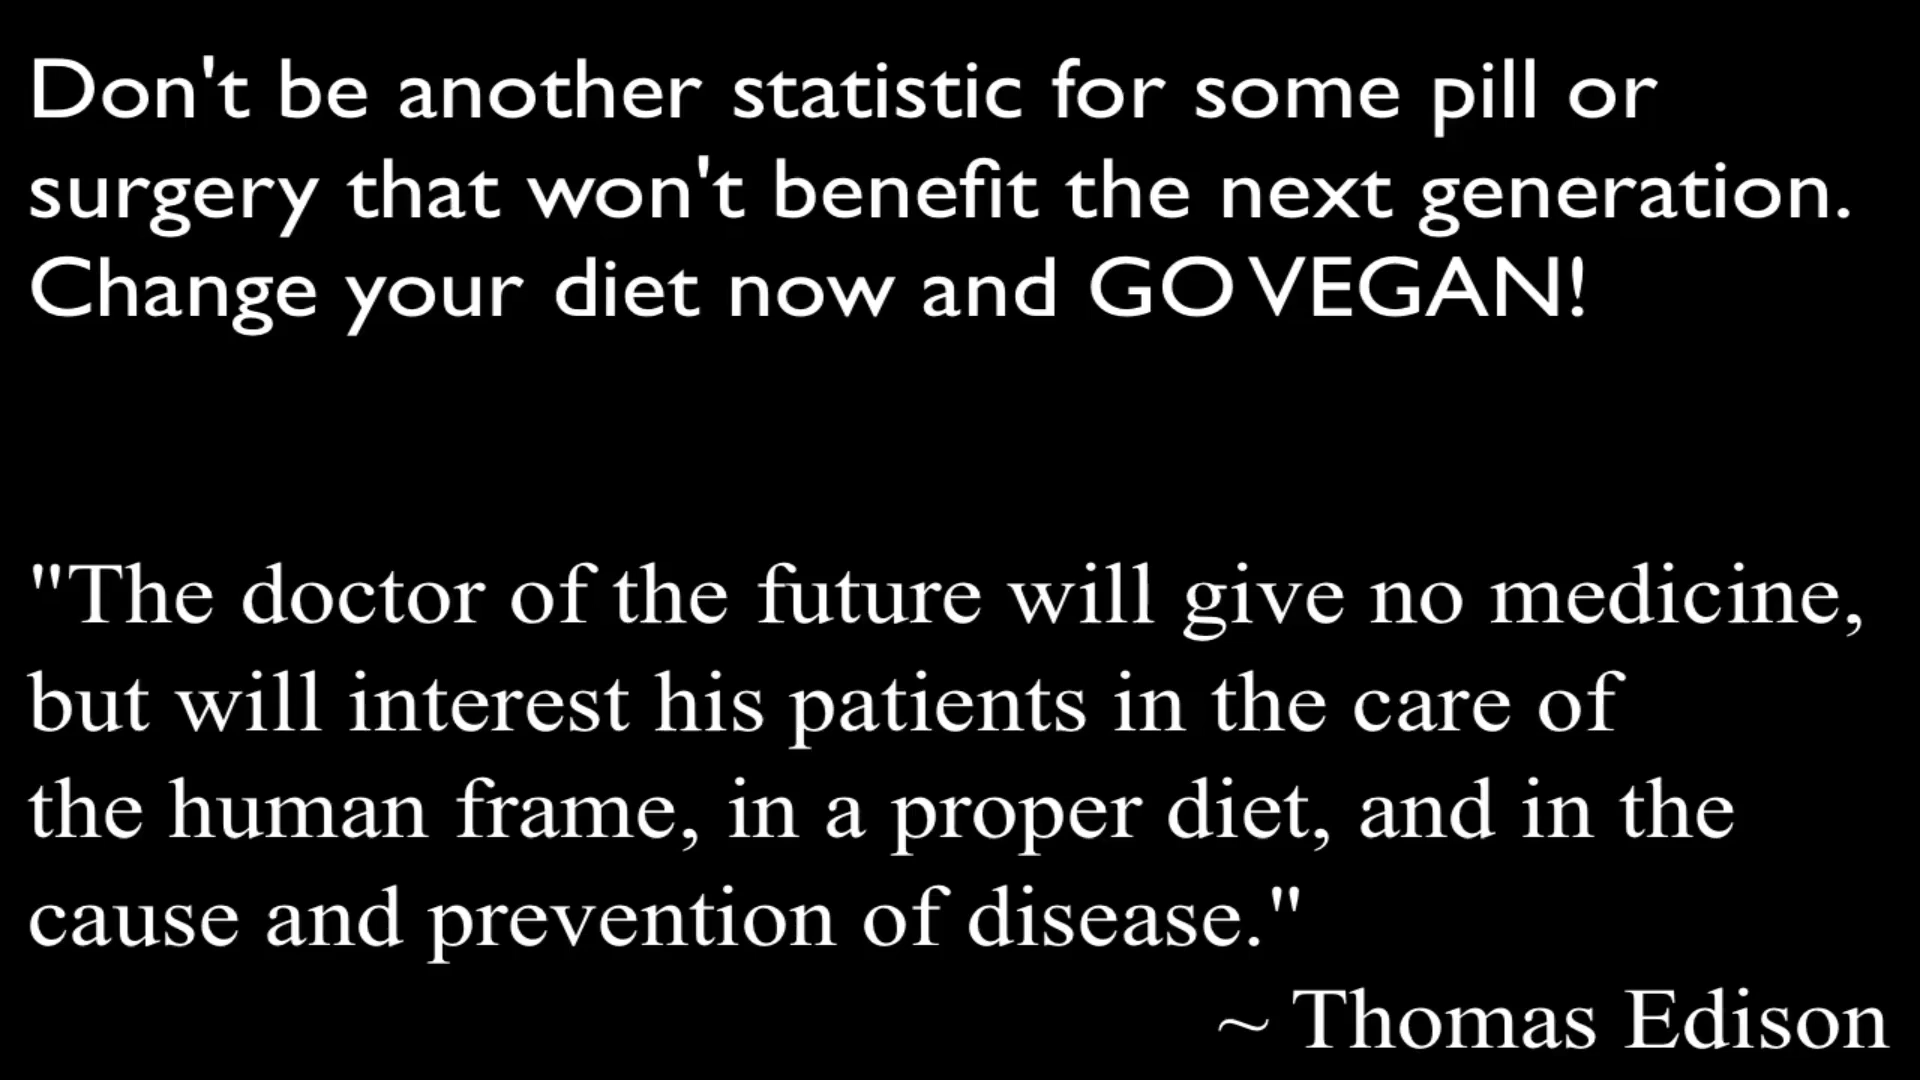 Don't be another statistic for some pill or
surgery that won't benefit the next generation.
Change your diet now and GO VEGAN!
"The doctor of the future will give no medicine,
but will interest his patients in the care of
the human frame, in a proper diet, and in the
cause and prevention of disease."
~ Thomas Edison